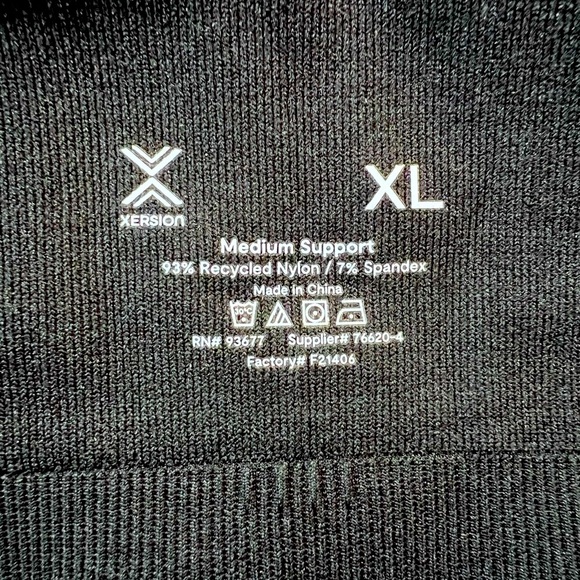 XERSION
XL
Medium Support
93% Recycled Nylon / 7% Spandex
Made in China
30°C
RN# 93677 Supplier# 76620-4
Factory# F21406